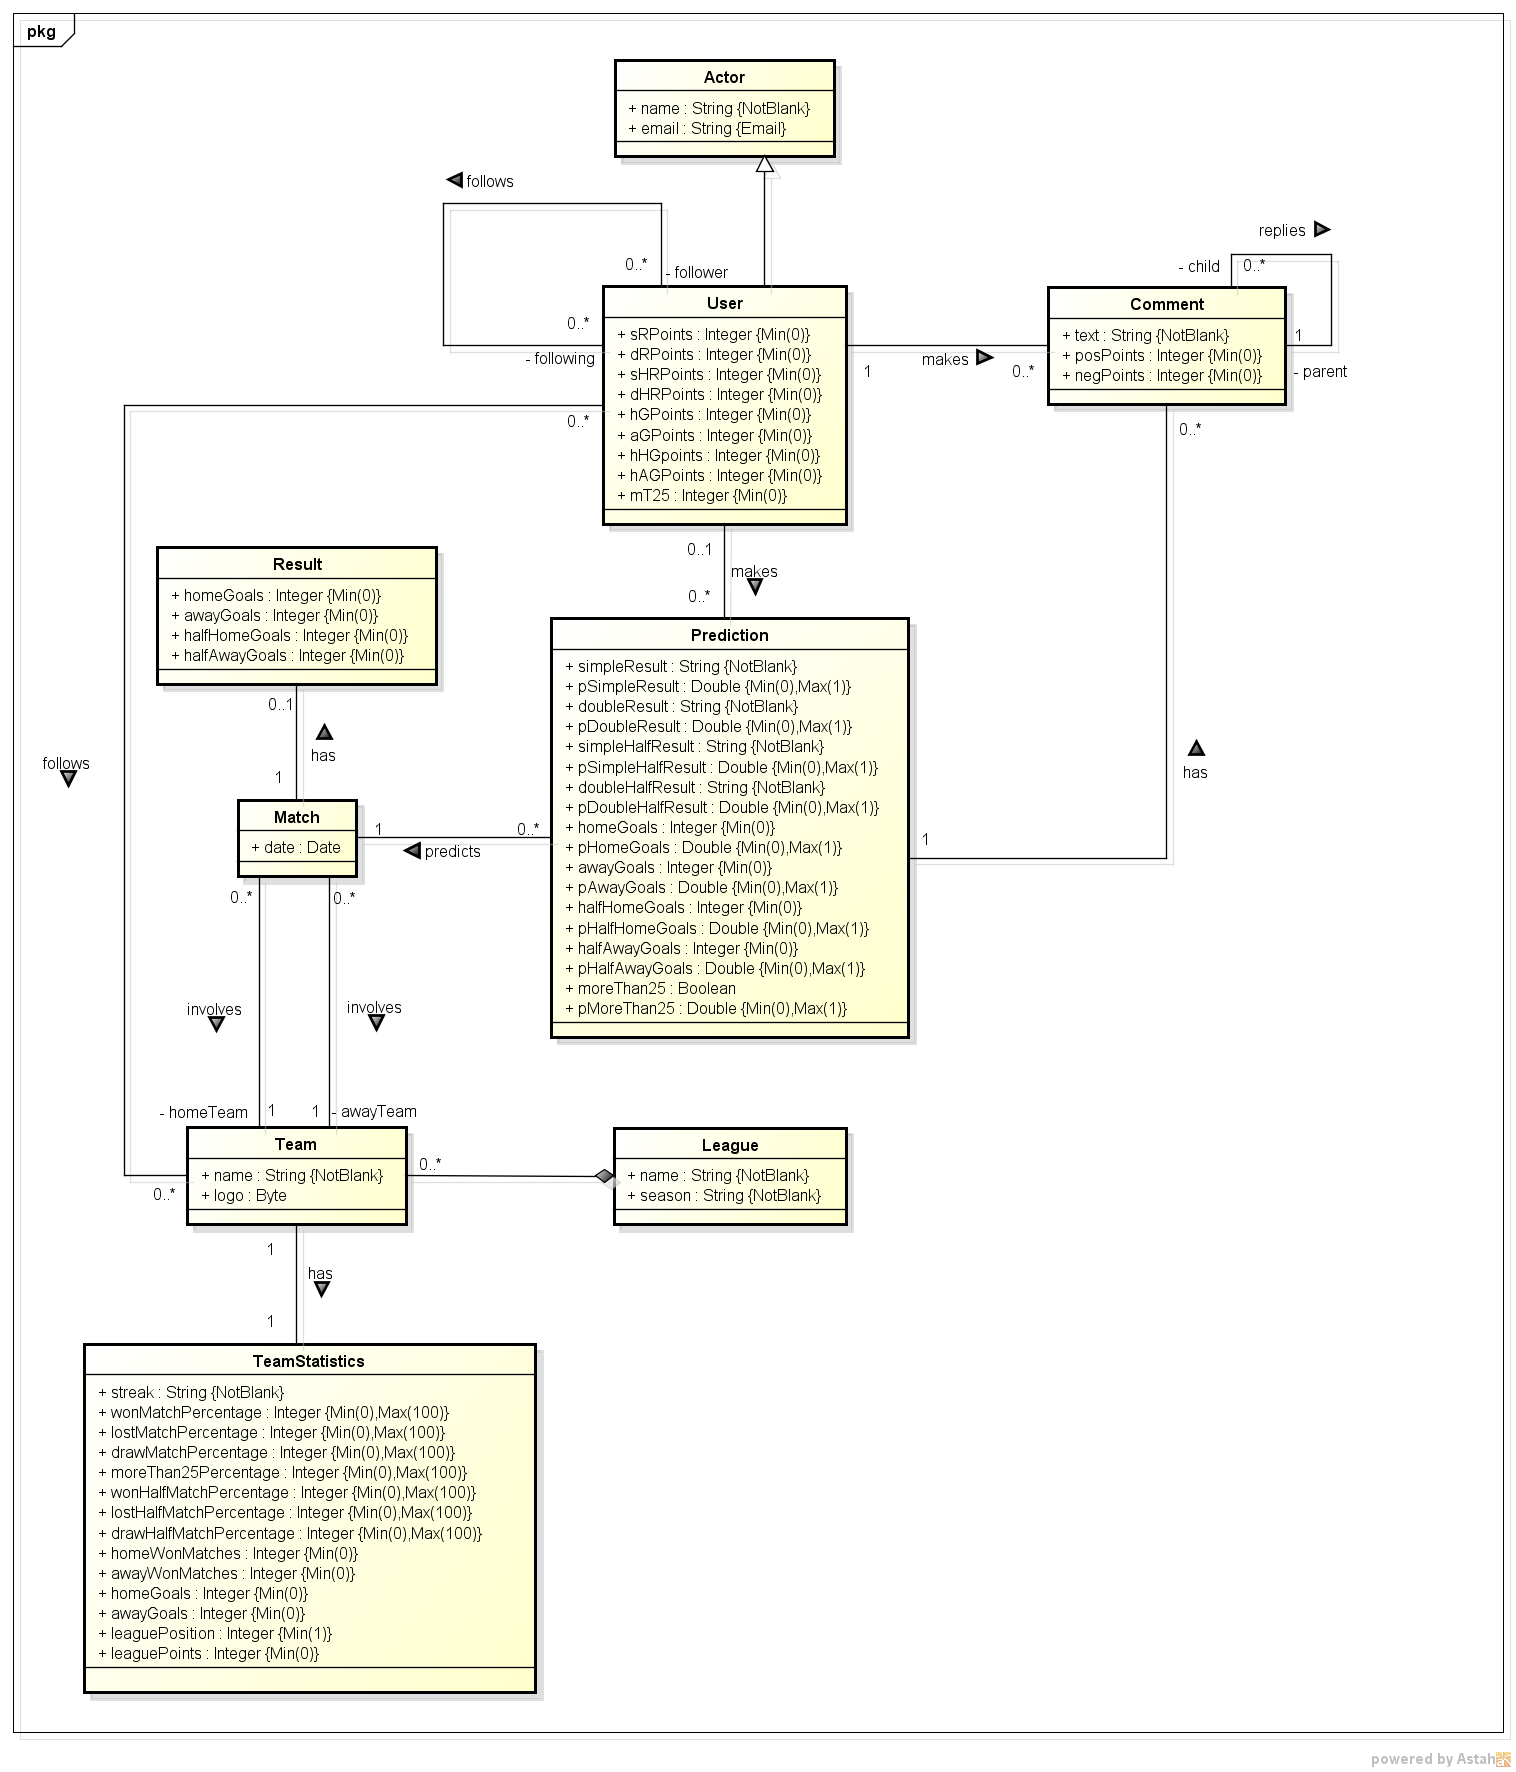 pkg
Actor
+ name : String {NotBlank}
+ email : String {Email}
follows
0..*
- follower
0..*
- following
User
+ sRPoints : Integer {Min(0)}
+ dRPoints : Integer {Min(0)}
+ sHRPoints : Integer {Min(0)}
+ dHRPoints : Integer {Min(0)}
+ hGPoints : Integer {Min(0)}
+ aGPoints : Integer {Min(0)}
+ hHGpoints : Integer {Min(0)}
+ hAGPoints : Integer {Min(0)}
+ mT25 : Integer {Min(0)}
replies
- child
0..*
Comment
+ text : String {NotBlank}
+ posPoints : Integer {Min(0)}
+ negPoints : Integer {Min(0)}
1
- parent
makes
1
0..*
0..*
0..*
0..1
makes
0..*
Result
+ homeGoals : Integer {Min(0)}
+ awayGoals : Integer {Min(0)}
+ halfHomeGoals : Integer {Min(0)}
+ halfAwayGoals : Integer {Min(0)}
0..1
has
1
follows
Prediction
+ simpleResult : String {NotBlank}
+ pSimpleResult : Double {Min(0),Max(1)}
+ doubleResult : String {NotBlank}
+ pDoubleResult : Double {Min(0),Max(1)}
+ simpleHalfResult : String {NotBlank}
+ pSimpleHalfResult : Double {Min(0),Max(1)}
+ doubleHalfResult : String {NotBlank}
+ pDoubleHalfResult : Double {Min(0),Max(1)}
+ homeGoals : Integer {Min(0)}
+ pHomeGoals : Double {Min(0),Max(1)}
+ awayGoals : Integer {Min(0)}
+ pAwayGoals : Double {Min(0),Max(1)}
+ halfHomeGoals : Integer {Min(0)}
+ pHalfHomeGoals : Double {Min(0),Max(1)}
+ halfAwayGoals : Integer {Min(0)}
+ pHalfAwayGoals : Double {Min(0),Max(1)}
+ moreThan25 : Boolean
+ pMoreThan25 : Double {Min(0),Max(1)}
has
1
Match
+ date : Date
1
0..*
predicts
0..*
0..*
involves
involves
- homeTeam
1
1
- awayTeam
Team
+ name : String {NotBlank}
+ logo : Byte
0..*
0..*
League
+ name : String {NotBlank}
+ season : String {NotBlank}
1
has
1
TeamStatistics
+ streak : String {NotBlank}
+ wonMatchPercentage : Integer {Min(0),Max(100)}
+ lostMatchPercentage : Integer {Min(0),Max(100)}
+ drawMatchPercentage : Integer {Min(0),Max(100)}
+ moreThan25Percentage : Integer {Min(0),Max(100)}
+ wonHalfMatchPercentage : Integer {Min(0),Max(100)}
+ lostHalfMatchPercentage : Integer {Min(0),Max(100)}
+ drawHalfMatchPercentage : Integer {Min(0),Max(100)}
+ homeWonMatches : Integer {Min(0)}
+ awayWonMatches : Integer {Min(0)}
+ homeGoals : Integer {Min(0)}
+ awayGoals : Integer {Min(0)}
+ leaguePosition : Integer {Min(1)}
+ leaguePoints : Integer {Min(0)}
powered by Astah